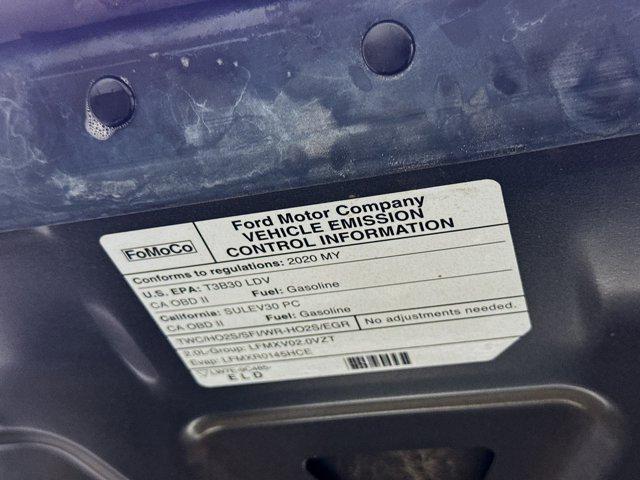 FoMoCo
Ford Motor Company
VEHICLE EMISSION
CONTROL INFORMATION
Conforms to regulations: 2020 MY
U.S. EPA: T3B30 LDV
CA OBD II Fuel: Gasoline
California: SULEV30 PC
CA OBD II Fuel: Gasoline
TWC/HO2S/SFI/WR-HO2S/EGR
No adjustments needed.
2.0L-Group: LFMXV02.0VZT
Evap: LFMXR0145HCE
E L D